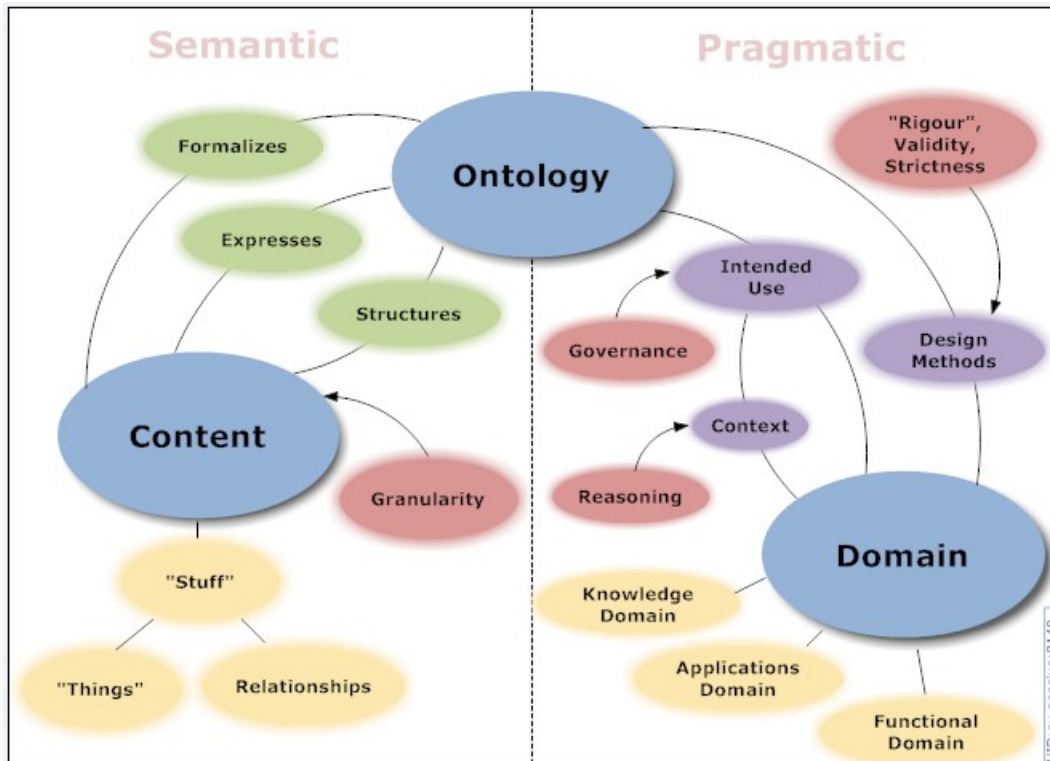 Semantic
Pragmatic
Formalizes
"Rigour",
Validity,
Strictness
Ontology
Expresses
Intended
Use
Structures
Governance
Design
Methods
Content
Context
Granularity
Reasoning
Domain
"Stuff"
Knowledge
Domain
"Things"
Relationships
Applications
Domain
Functional
Domain